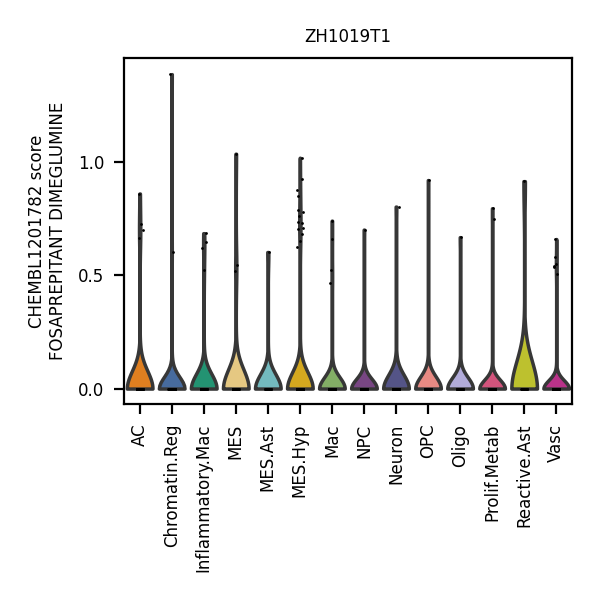 ZH1019T1
CHEMBL1201782 score
FOSAPREPITANT DIMEGLUMINE
1.0
0.5
0.0
AC
Chromatin.Reg
Inflammatory.Mac
MES
MES.Ast
MES.Hyp
Mac
NPC
Neuron
OPC
Oligo
Prolif.Metab
Reactive.Ast
Vasc